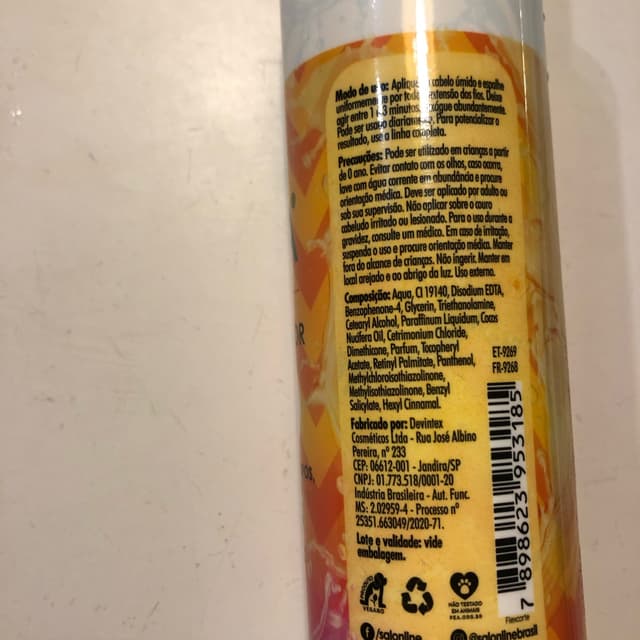 Modo de uso: Aplique cabelo úmido e espalhe
uniformemente por toda extensão dos fios. Deixe
agir entre 1 3 minutos. Enxágue abundantemente.
Pode ser usado diariamente. Para potencializar o
resultado, use a linha completa.
Precauções: Pode ser utilizado em crianças a partir
de 0 ano. Evitar contato com os olhos, caso ocorra,
lave com água corrente em abundância e procure
orientação médica. Deve ser aplicado por adulto ou
sob sua supervisão. Não aplicar sobre o couro
cabeludo irritado ou lesionado. Para o uso durante a
gravidez, consulte um médico. Em caso de irritação,
suspenda o uso e procure orientação médica. Manter
fora do alcance de crianças. Não ingerir. Manter em
local arejado e ao abrigo da luz. Uso externo.
Composição: Aqua, CI 19140, Disodium EDTA,
Benzophenone-4, Glycerin, Triethanolamine,
Cetearyl Alcohol, Paraffinum Liquidum, Cocos
Nucifera Oil, Cetrimonium Chloride,
Dimethicone, Parfum, Tocopheryl
Acetate, Retinyl Palmitate, Panthenol,
Methylchloroisothiazolinone,
Methylisothiazolinone, Benzyl
Salicylate, Hexyl Cinnamal.
ET-9269
FR-9268
Fabricado por: Devintex
Cosméticos Ltda - Rua José Albino
Pereira, nº 233
CEP: 06612-001 - Jandira/SP
CNPJ: 01.773.518/0001-20
Indústria Brasileira - Aut. Func.
MS: 2.02959-4 - Processo nº
25351.663049/2020-71.
Lote e validade: vide
embalagem.
7 898623 953185
Flexcorte
VEGANO
NÃO TESTADO
EM ANIMAIS
PEA.ORG.BR
/salonline
@salonlinebrasil
AR
OS.